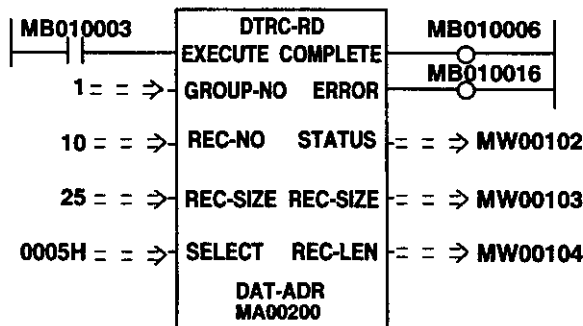 MB010003 DTRC-RD MB010006
EXECUTE COMPLETE
MB010016
1 = = => GROUP-NO ERROR
10 = = => REC-NO STATUS = = => MW00102
25 = = => REC-SIZE REC-SIZE = = => MW00103
0005H = = => SELECT REC-LEN = = => MW00104
DAT-ADR
MA00200